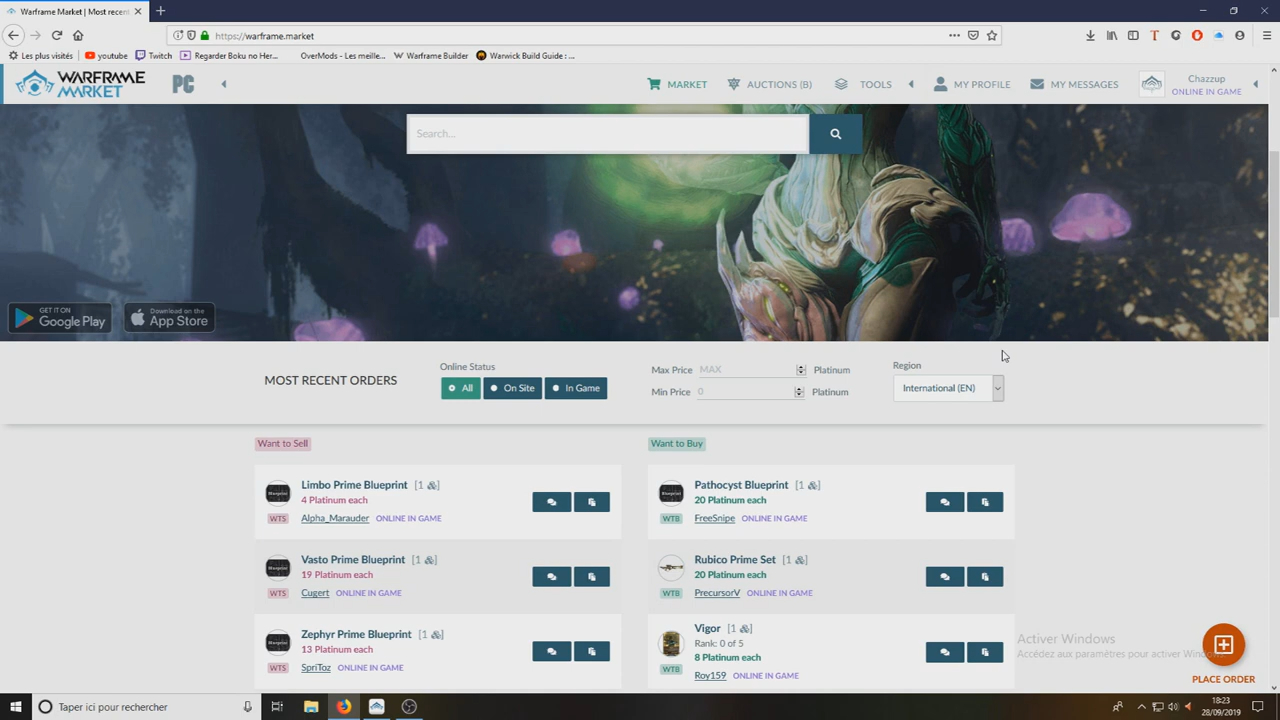 Warframe Market | Most recen
https://warframe.market
Les plus visités
youtube
Twitch
Regarder Boku no Her...
OverMods - Les meille...
Warframe Builder
Warwick Build Guide : ...
WARFRAME
MARKET
PC
MARKET
AUCTIONS (B)
TOOLS
MY PROFILE
MY MESSAGES
Chazzup
ONLINE IN GAME
Search...
GET IT ON
Google Play
Download on the
App Store
MOST RECENT ORDERS
Online Status
All
On Site
In Game
Max Price MAX Platinum
Min Price 0 Platinum
Region
International (EN)
Want to Sell
Limbo Prime Blueprint [1]
4 Platinum each
WTS Alpha_Marauder ONLINE IN GAME
Vasto Prime Blueprint [1]
19 Platinum each
WTS Cugert ONLINE IN GAME
Zephyr Prime Blueprint [1]
13 Platinum each
WTS SpriToz ONLINE IN GAME
Want to Buy
Pathocyst Blueprint [1]
20 Platinum each
WTB FreeSnipe ONLINE IN GAME
Rubico Prime Set [1]
20 Platinum each
WTB PrecursorV ONLINE IN GAME
Vigor [1]
Rank: 0 of 5
8 Platinum each
WTB Roy159 ONLINE IN GAME
Activer Windows
Accédez aux paramètres pour activer Windows
PLACE ORDER
Taper ici pour rechercher
18:23
28/09/2019